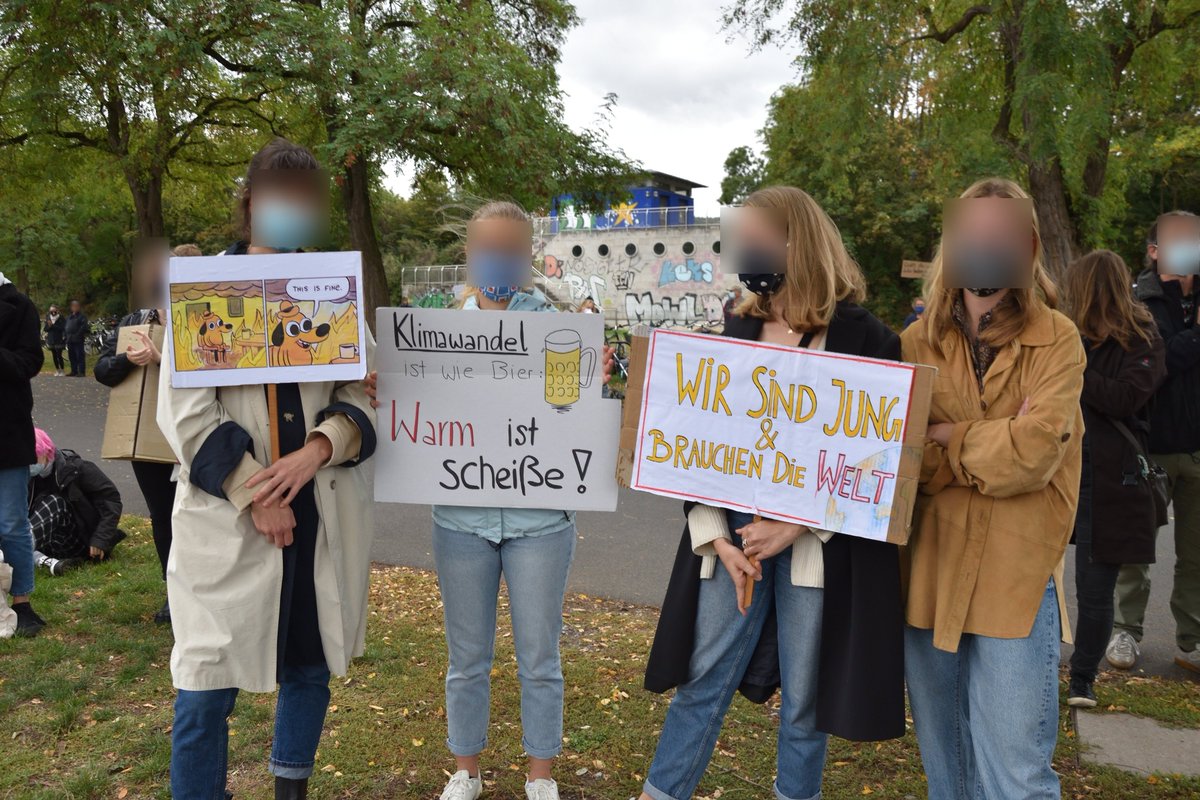 THIS IS FINE.
Klimawandel
ist wie Bier:
Warm ist
scheiße!
Wir sind jung
&
Brauchen die Welt